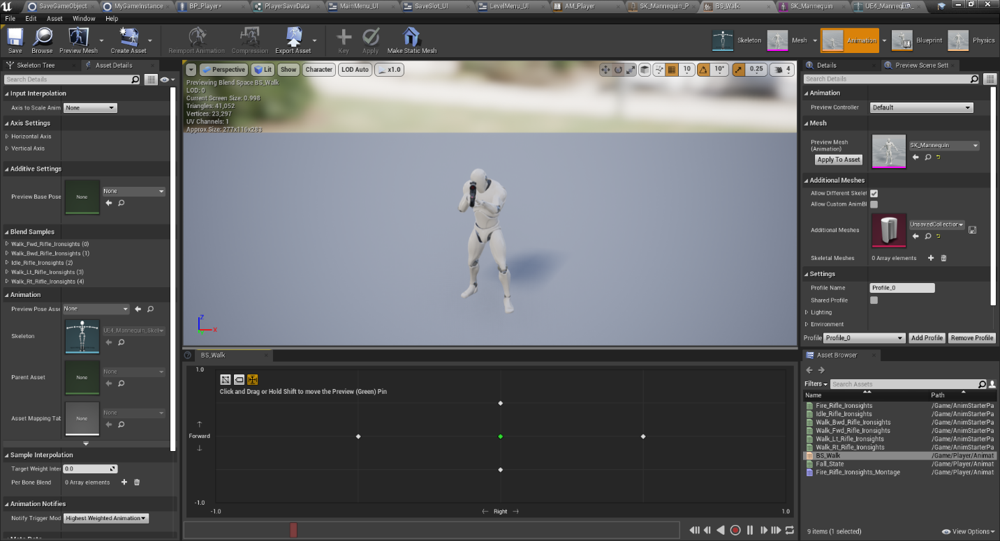 SaveGameObject MyGameInstance BP_Player* PlayerSaveData MainMenu_UI SaveSlot_UI LevelMenu_UI AM_Player SK_Mannequin_P BS_Walk SK_Mannequin UE4_Mannequin_
File Edit Asset Window Help
Save Browse Preview Mesh Create Asset Reimport Animation Compression Export Asset Key Apply Make Static Mesh Skeleton Mesh Animation Blueprint Physics
Skeleton Tree Asset Details
Search Details
Input Interpolation
Axis to Scale Anim None
Axis Settings
Horizontal Axis
Vertical Axis
Additive Settings
Preview Base Pose None None
Blend Samples
Walk_Fwd_Rifle_Ironsights (0)
Walk_Bwd_Rifle_Ironsights (1)
Idle_Rifle_Ironsights (2)
Walk_Lt_Rifle_Ironsights (3)
Walk_Rt_Rifle_Ironsights (4)
Animation
Preview Pose Asse None
Skeleton UE4_Mannequin_Skel
Parent Asset None None
Asset Mapping Tab None None
Sample Interpolation
Target Weight Inter 0.0
Per Bone Blend 0 Array elements
Animation Notifies
Notify Trigger Mod Highest Weighted Animation
Perspective Lit Show Character LOD Auto x1.0 10 10° 0.25 4
Previewing Blend Space BS_Walk
LOD: 0
Current Screen Size: 0.998
Triangles: 41,052
Vertices: 23,297
UV Channels: 1
Approx Size: 277x116x283
Z
X
BS_Walk
1.0
Click and Drag or Hold Shift to move the Preview (Green) Pin
Forward
-1.0
-1.0 Right 1.0
Details Preview Scene Sett
Search Details
Animation
Preview Controller Default
Mesh
Preview Mesh
(Animation)
SK_Mannequin
Apply To Asset
Additional Meshes
Allow Different Skelet
Allow Custom AnimBl
Additional Meshes UnsavedCollection
Skeletal Meshes 0 Array elements
Settings
Profile Name Profile_0
Shared Profile
Lighting
Environment
Profile Profile_0 Add Profile Remove Profile
Asset Browser
Filters Search Assets
Name Path
Fire_Rifle_Ironsights /Game/AnimStarterPa
Idle_Rifle_Ironsights /Game/AnimStarterPa
Walk_Bwd_Rifle_Ironsights /Game/AnimStarterPa
Walk_Fwd_Rifle_Ironsights /Game/AnimStarterPa
Walk_Lt_Rifle_Ironsights /Game/AnimStarterPa
Walk_Rt_Rifle_Ironsights /Game/AnimStarterPa
BS_Walk /Game/Player/Animat
Fall_State /Game/Player/Animat
Fire_Rifle_Ironsights_Montage /Game/Player/Animat
9 items (1 selected) View Options